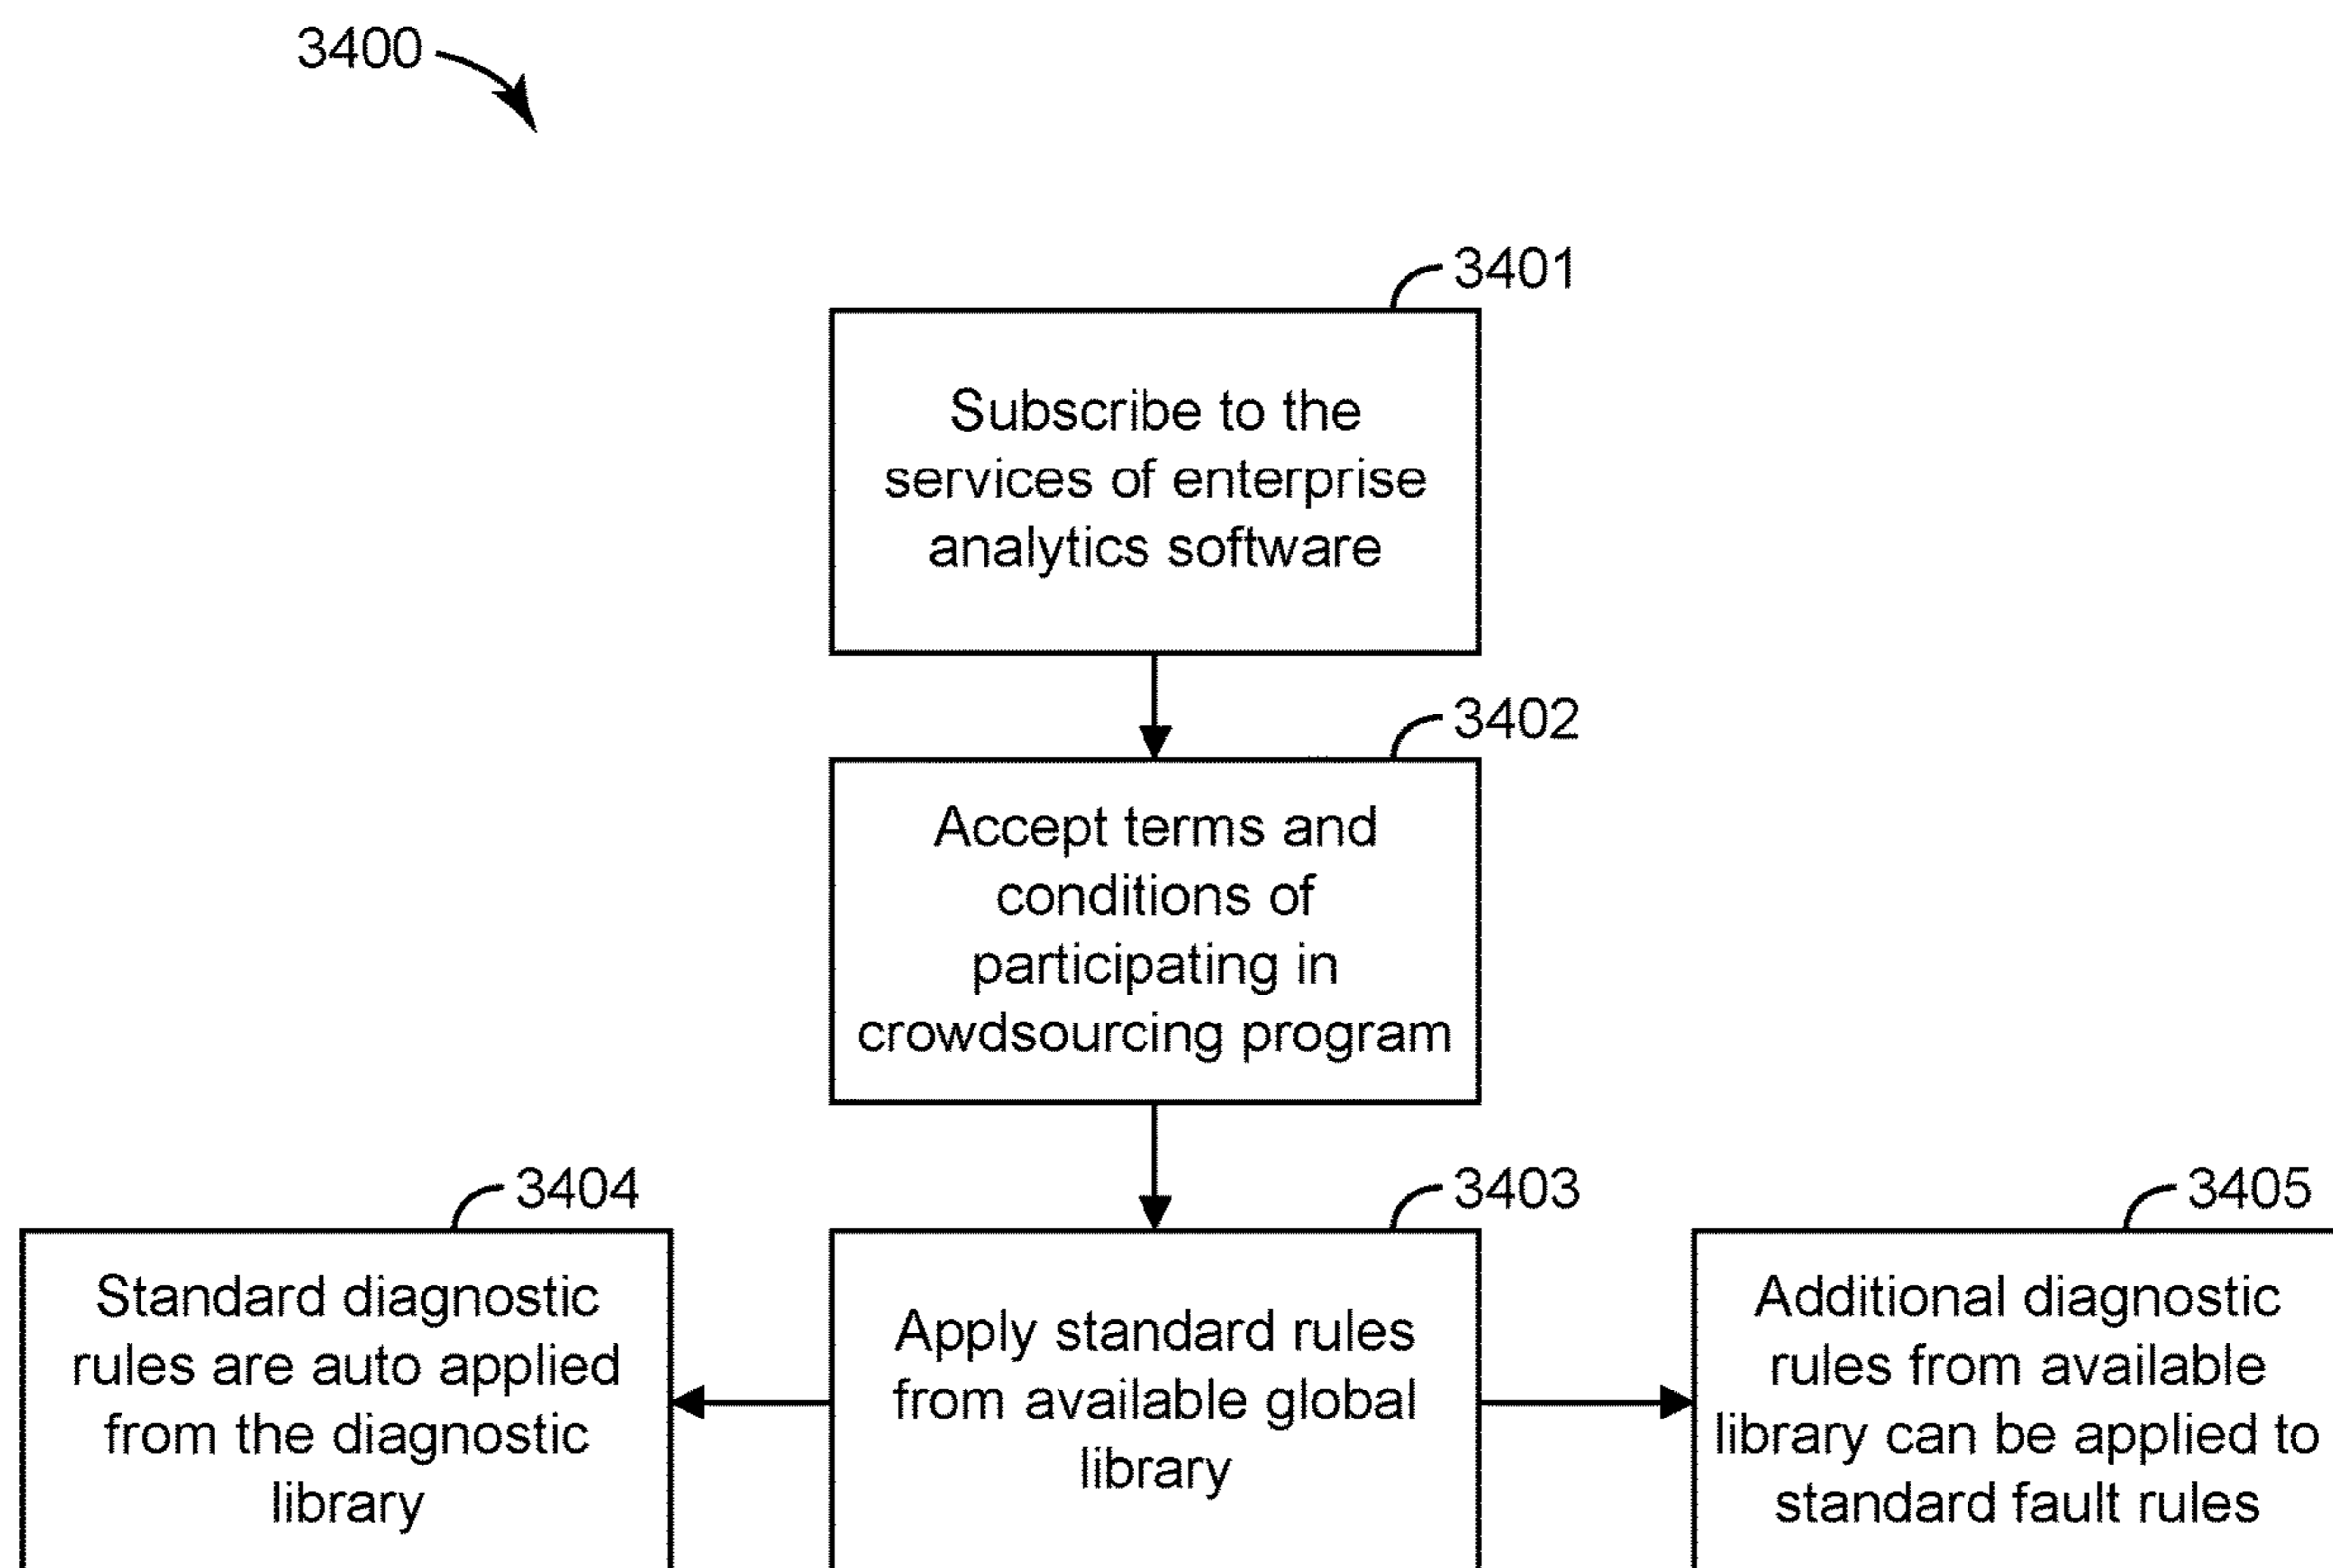 3400
3401
Subscribe to the
services of enterprise
analytics software
3402
Accept terms and
conditions of
participating in
crowdsourcing program
3404
Standard diagnostic
rules are auto applied
from the diagnostic
library
3403
Apply standard rules
from available global
library
3405
Additional diagnostic
rules from available
library can be applied to
standard fault rules